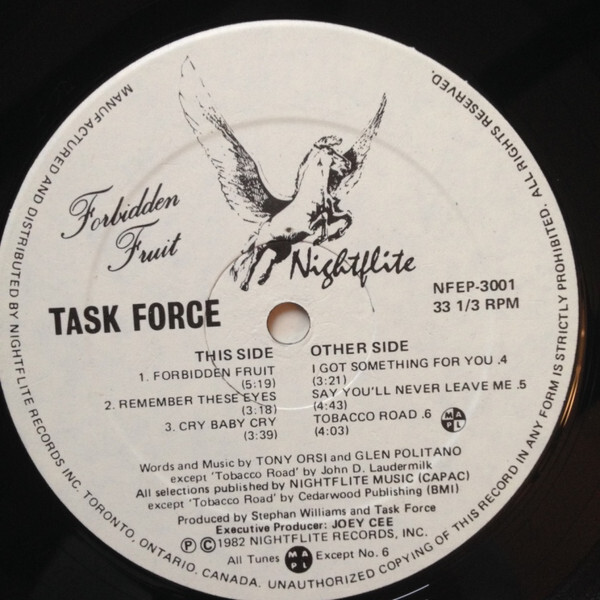 Forbidden
Fruit
Nightflite
NFEP-3001
33 1/3 RPM
TASK FORCE
THIS SIDE
1. FORBIDDEN FRUIT
(5:19)
2. REMEMBER THESE EYES
(3:18)
3. CRY BABY CRY
(3:39)
OTHER SIDE
I GOT SOMETHING FOR YOU .4
(3:21)
SAY YOU'LL NEVER LEAVE ME .5
(4:43)
TOBACCO ROAD .6 MAPL
(4:03)
Words and Music by TONY ORSI and GLEN POLITANO
except 'Tobacco Road' by John D. Laudermilk
All selections published by NIGHTFLITE MUSIC (CAPAC)
except 'Tobacco Road' by Cedarwood Publishing (BMI)
Produced by Stephan Williams and Task Force
Executive Producer: JOEY CEE
Ⓟ Ⓒ 1982 NIGHTFLITE RECORDS, INC.
All Tunes MAPL Except No. 6
MANUFACTURED AND DISTRIBUTED BY NIGHTFLITE RECORDS INC. TORONTO, ONTARIO, CANADA. UNAUTHORIZED COPYING OF THIS RECORD IN ANY FORM IS STRICTLY PROHIBITED. ALL RIGHTS RESERVED.